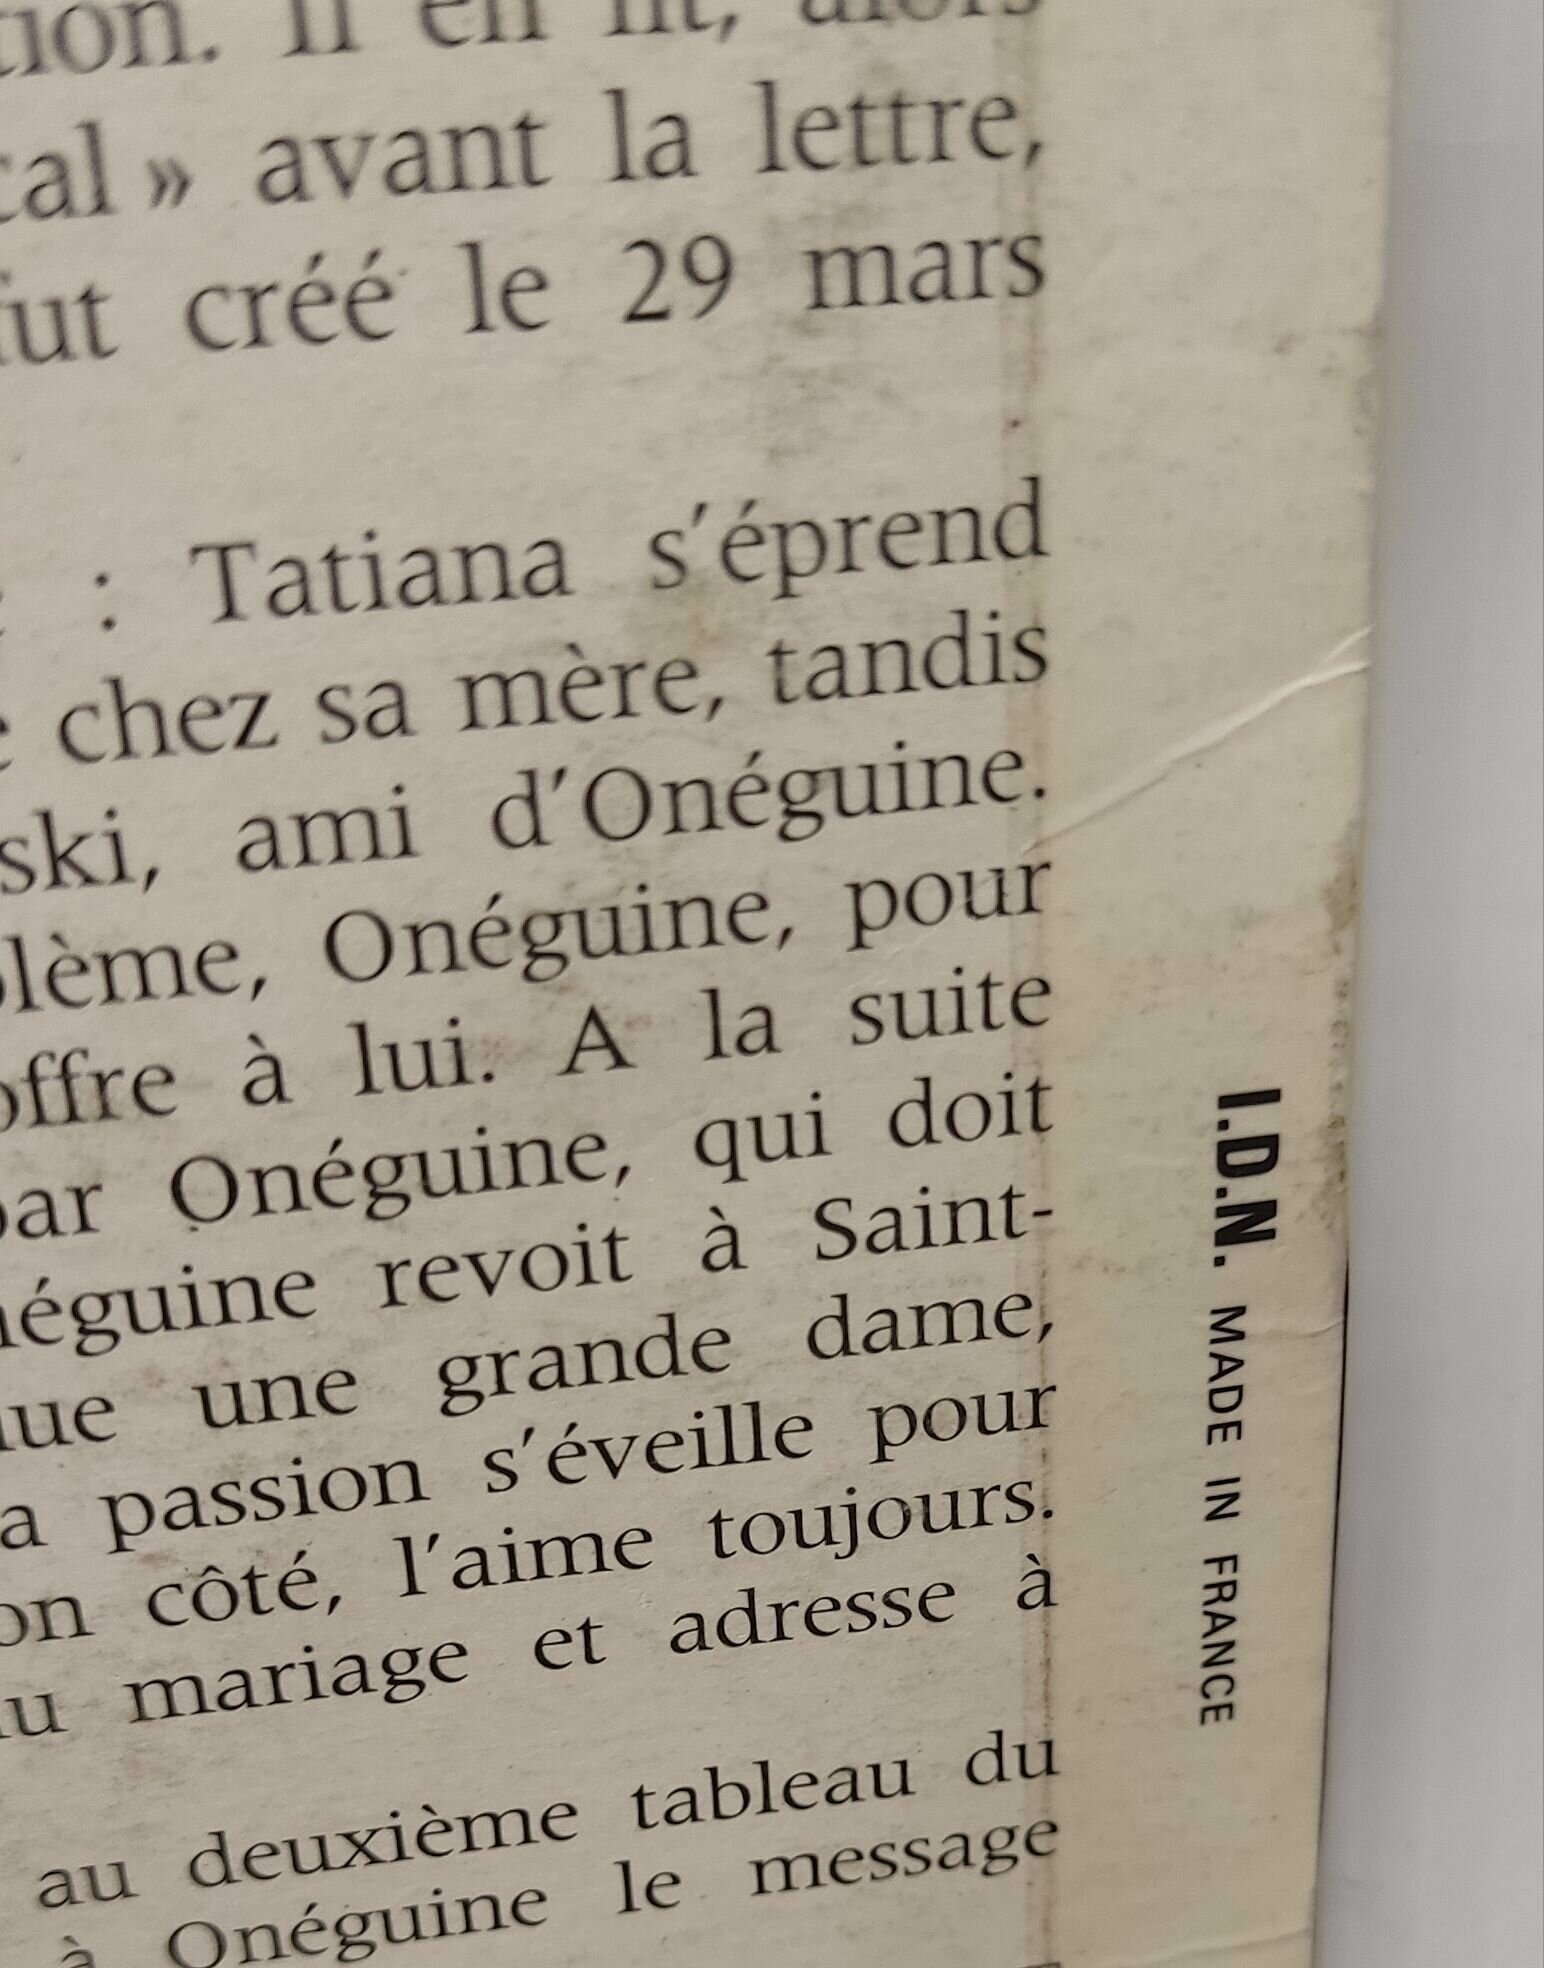 tion. Il en fit, alors
cal » avant la lettre,
fut créé le 29 mars
: Tatiana s'éprend
chez sa mère, tandis
ski, ami d'Onéguine.
blème, Onéguine, pour
offre à lui. A la suite
par Onéguine, qui doit
néguine revoit à Saint-
nue une grande dame,
a passion s'éveille pour
on côté, l'aime toujours.
u mariage et adresse à
au deuxième tableau du
à Onéguine le message
I.D.N. MADE IN FRANCE